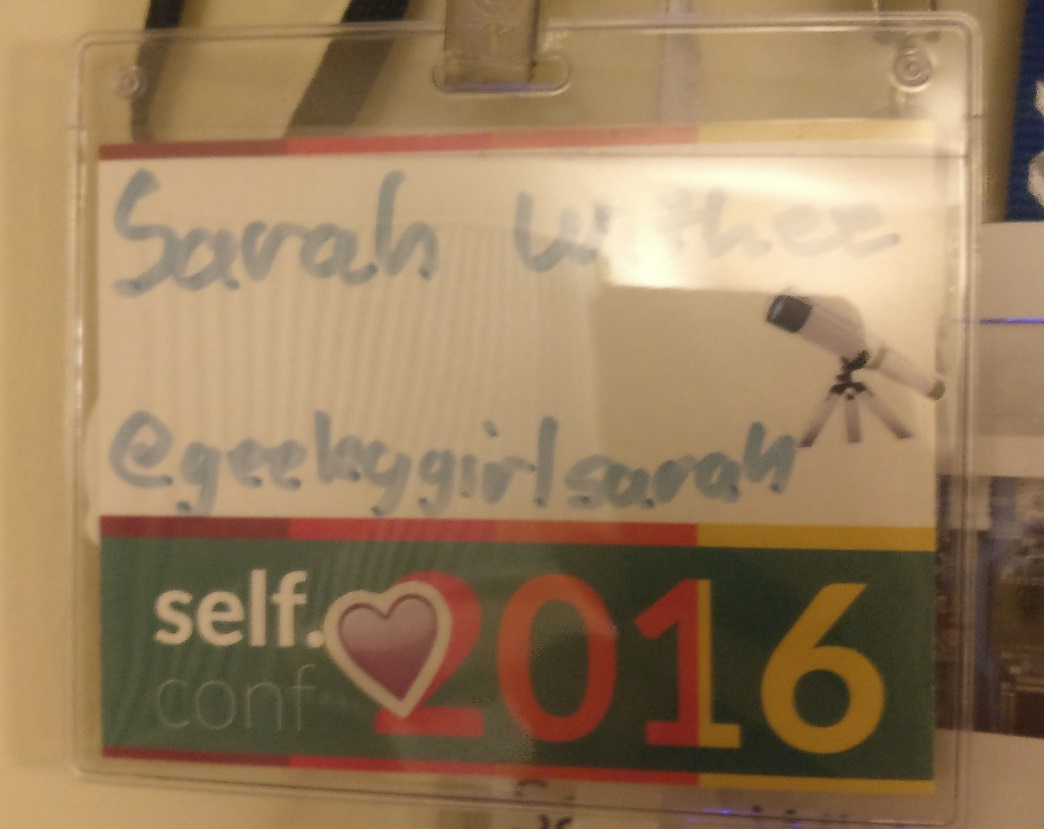 Sarah Withee
@geekygirlsarah
self. 2016
conf